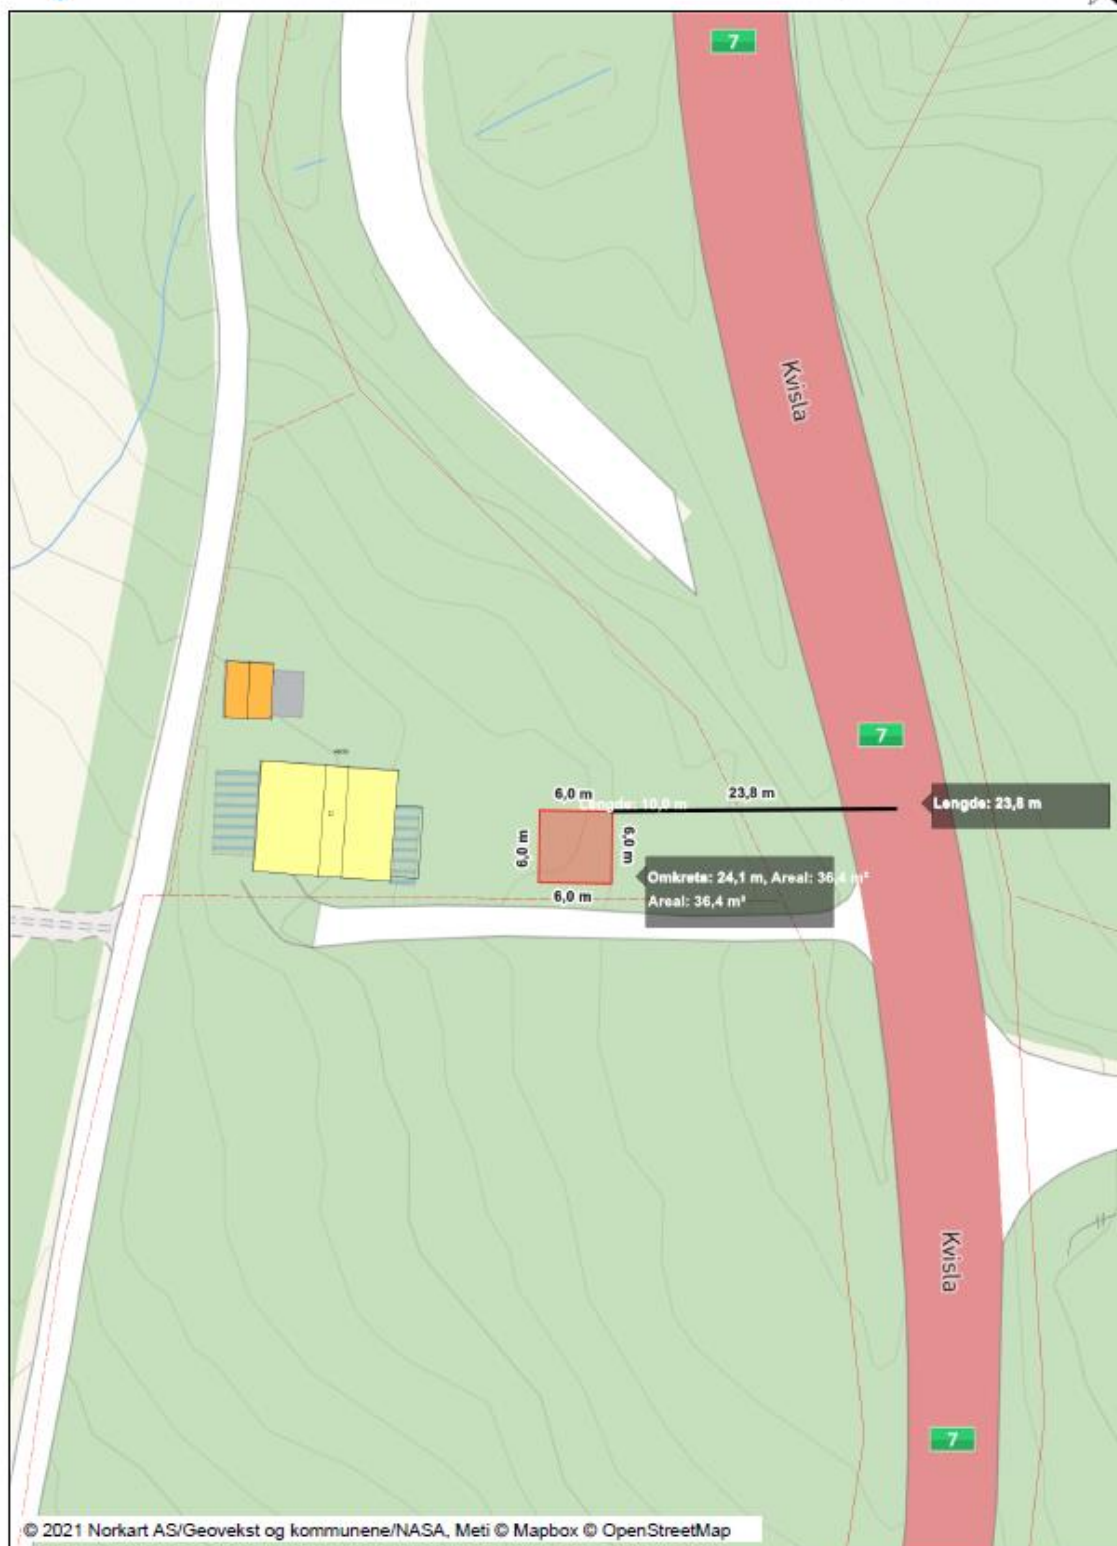 7
Kvisla
7
6,0 m
23,8 m
Lengde: 23,8 m
Lengde: 10,0 m
6,0 m
6,0 m
Omkrets: 24,1 m, Areal: 36,4 m²
Areal: 36,4 m²
6,0 m
Kvisla
7
© 2021 Norkart AS/Geovekst og kommunene/NASA, Meti © Mapbox © OpenStreetMap